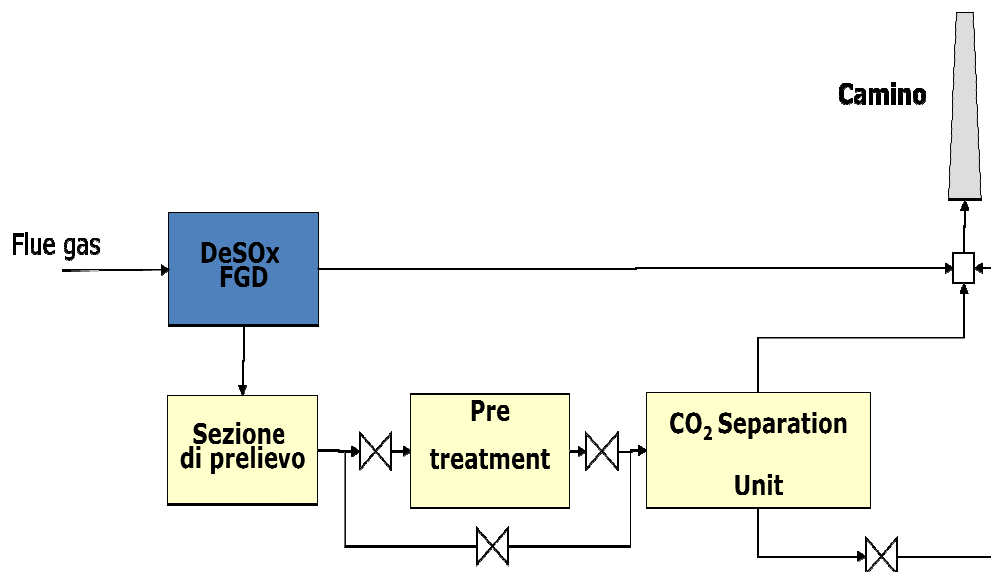 Camino
Flue gas
DeSOx
FGD
Sezione
di prelievo
Pre
treatment
CO₂ Separation
Unit